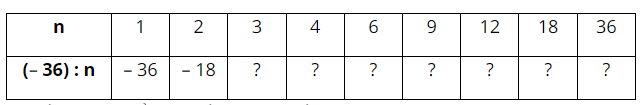 n 1 2 3 4 6 9 12 18 36
(– 36) : n – 36 – 18 ? ? ? ? ? ? ?